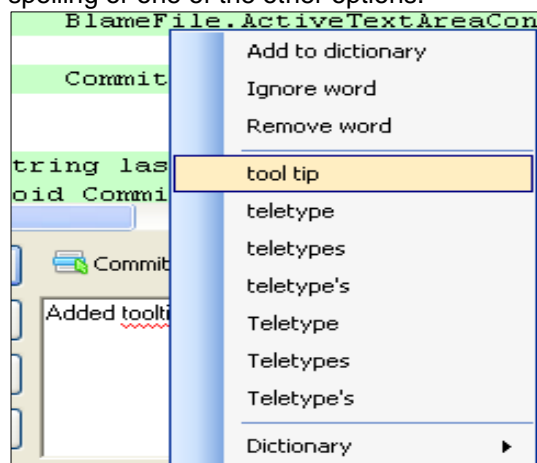 spelling or one of the other options.
BlameFile.ActiveTextAreaCon
Add to dictionary
Commit
Ignore word
Remove word
tring las
tool tip
oid Commi
teletype
teletypes
Commit
teletype's
Added toolti
Teletype
Teletypes
Teletype's
Dictionary